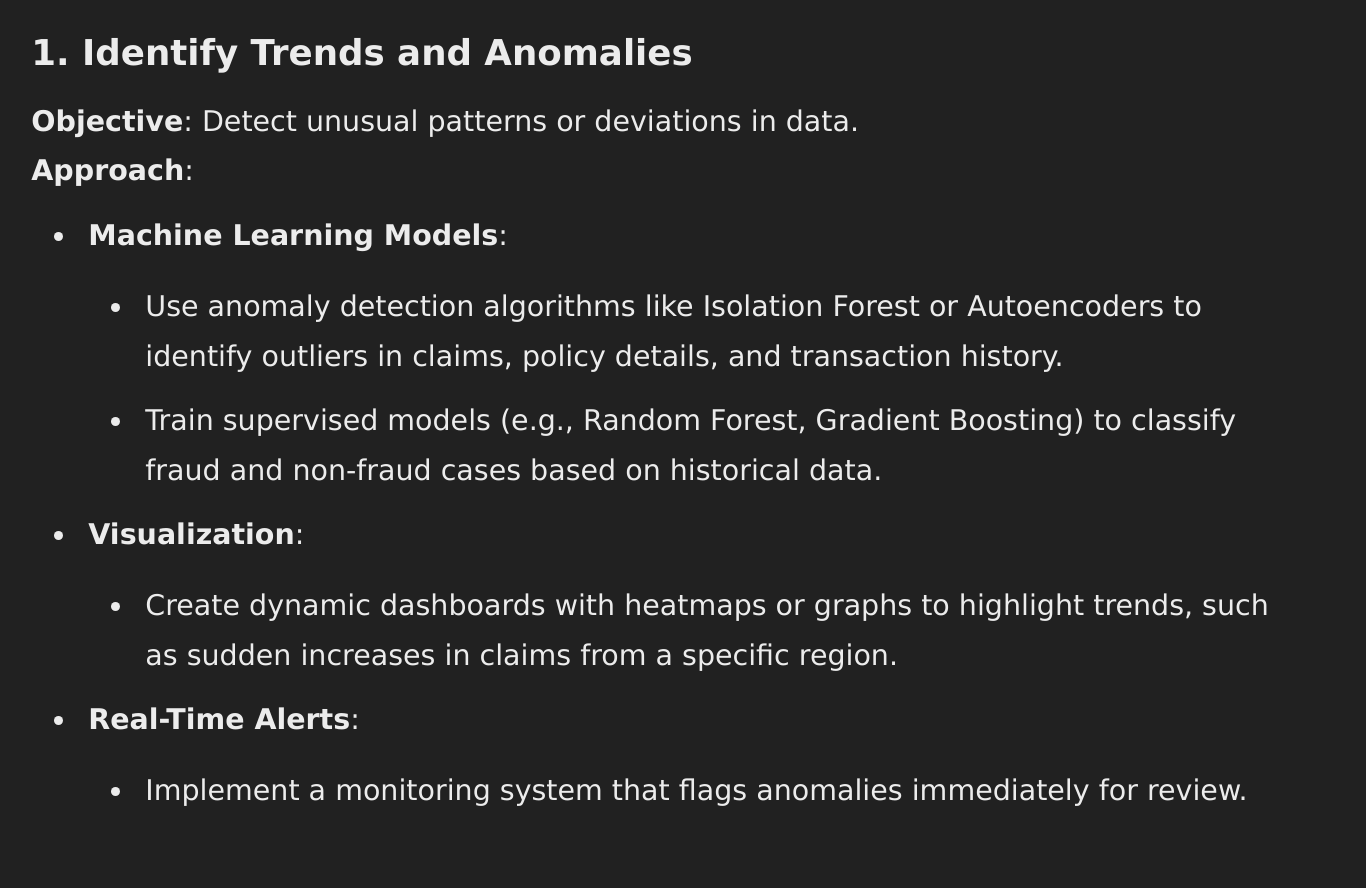 1. Identify Trends and Anomalies
Objective: Detect unusual patterns or deviations in data.
Approach:
• Machine Learning Models:
• Use anomaly detection algorithms like Isolation Forest or Autoencoders to
identify outliers in claims, policy details, and transaction history.
• Train supervised models (e.g., Random Forest, Gradient Boosting) to classify
fraud and non-fraud cases based on historical data.
• Visualization:
• Create dynamic dashboards with heatmaps or graphs to highlight trends, such
as sudden increases in claims from a specific region.
• Real-Time Alerts:
• Implement a monitoring system that flags anomalies immediately for review.